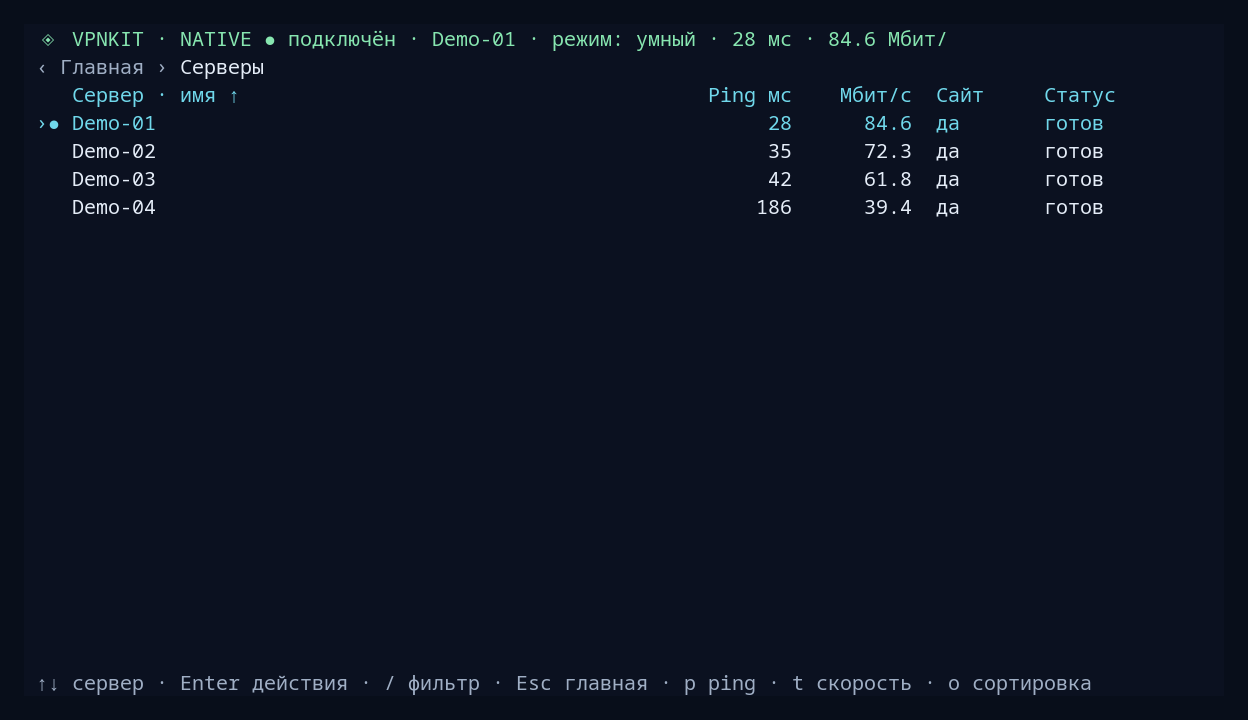 ◈ VPNKIT · NATIVE ● подключён · Demo-01 · режим: умный · 28 мс · 84.6 Мбит/
‹ Главная › Серверы
Сервер · имя ↑ Ping мс Мбит/с Сайт Статус
›● Demo-01 28 84.6 да готов
Demo-02 35 72.3 да готов
Demo-03 42 61.8 да готов
Demo-04 186 39.4 да готов
↑↓ сервер · Enter действия · / фильтр · Esc главная · p ping · t скорость · o сортировка